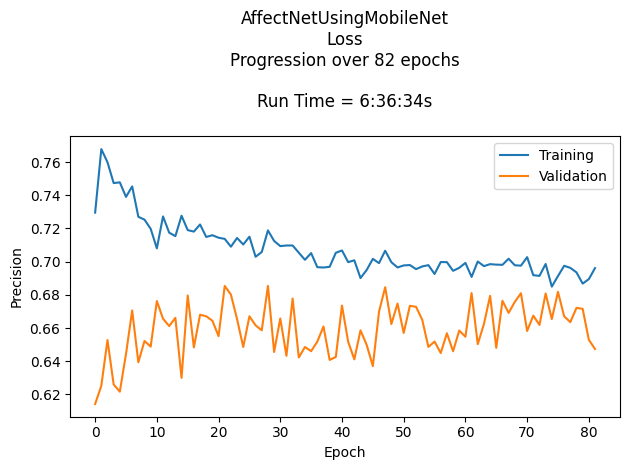 AffectNetUsingMobileNet
Loss
Progression over 82 epochs
Run Time = 6:36:34s
Training
Validation
Precision
0.76
0.74
0.72
0.70
0.68
0.66
0.64
0.62
0 10 20 30 40 50 60 70 80
Epoch